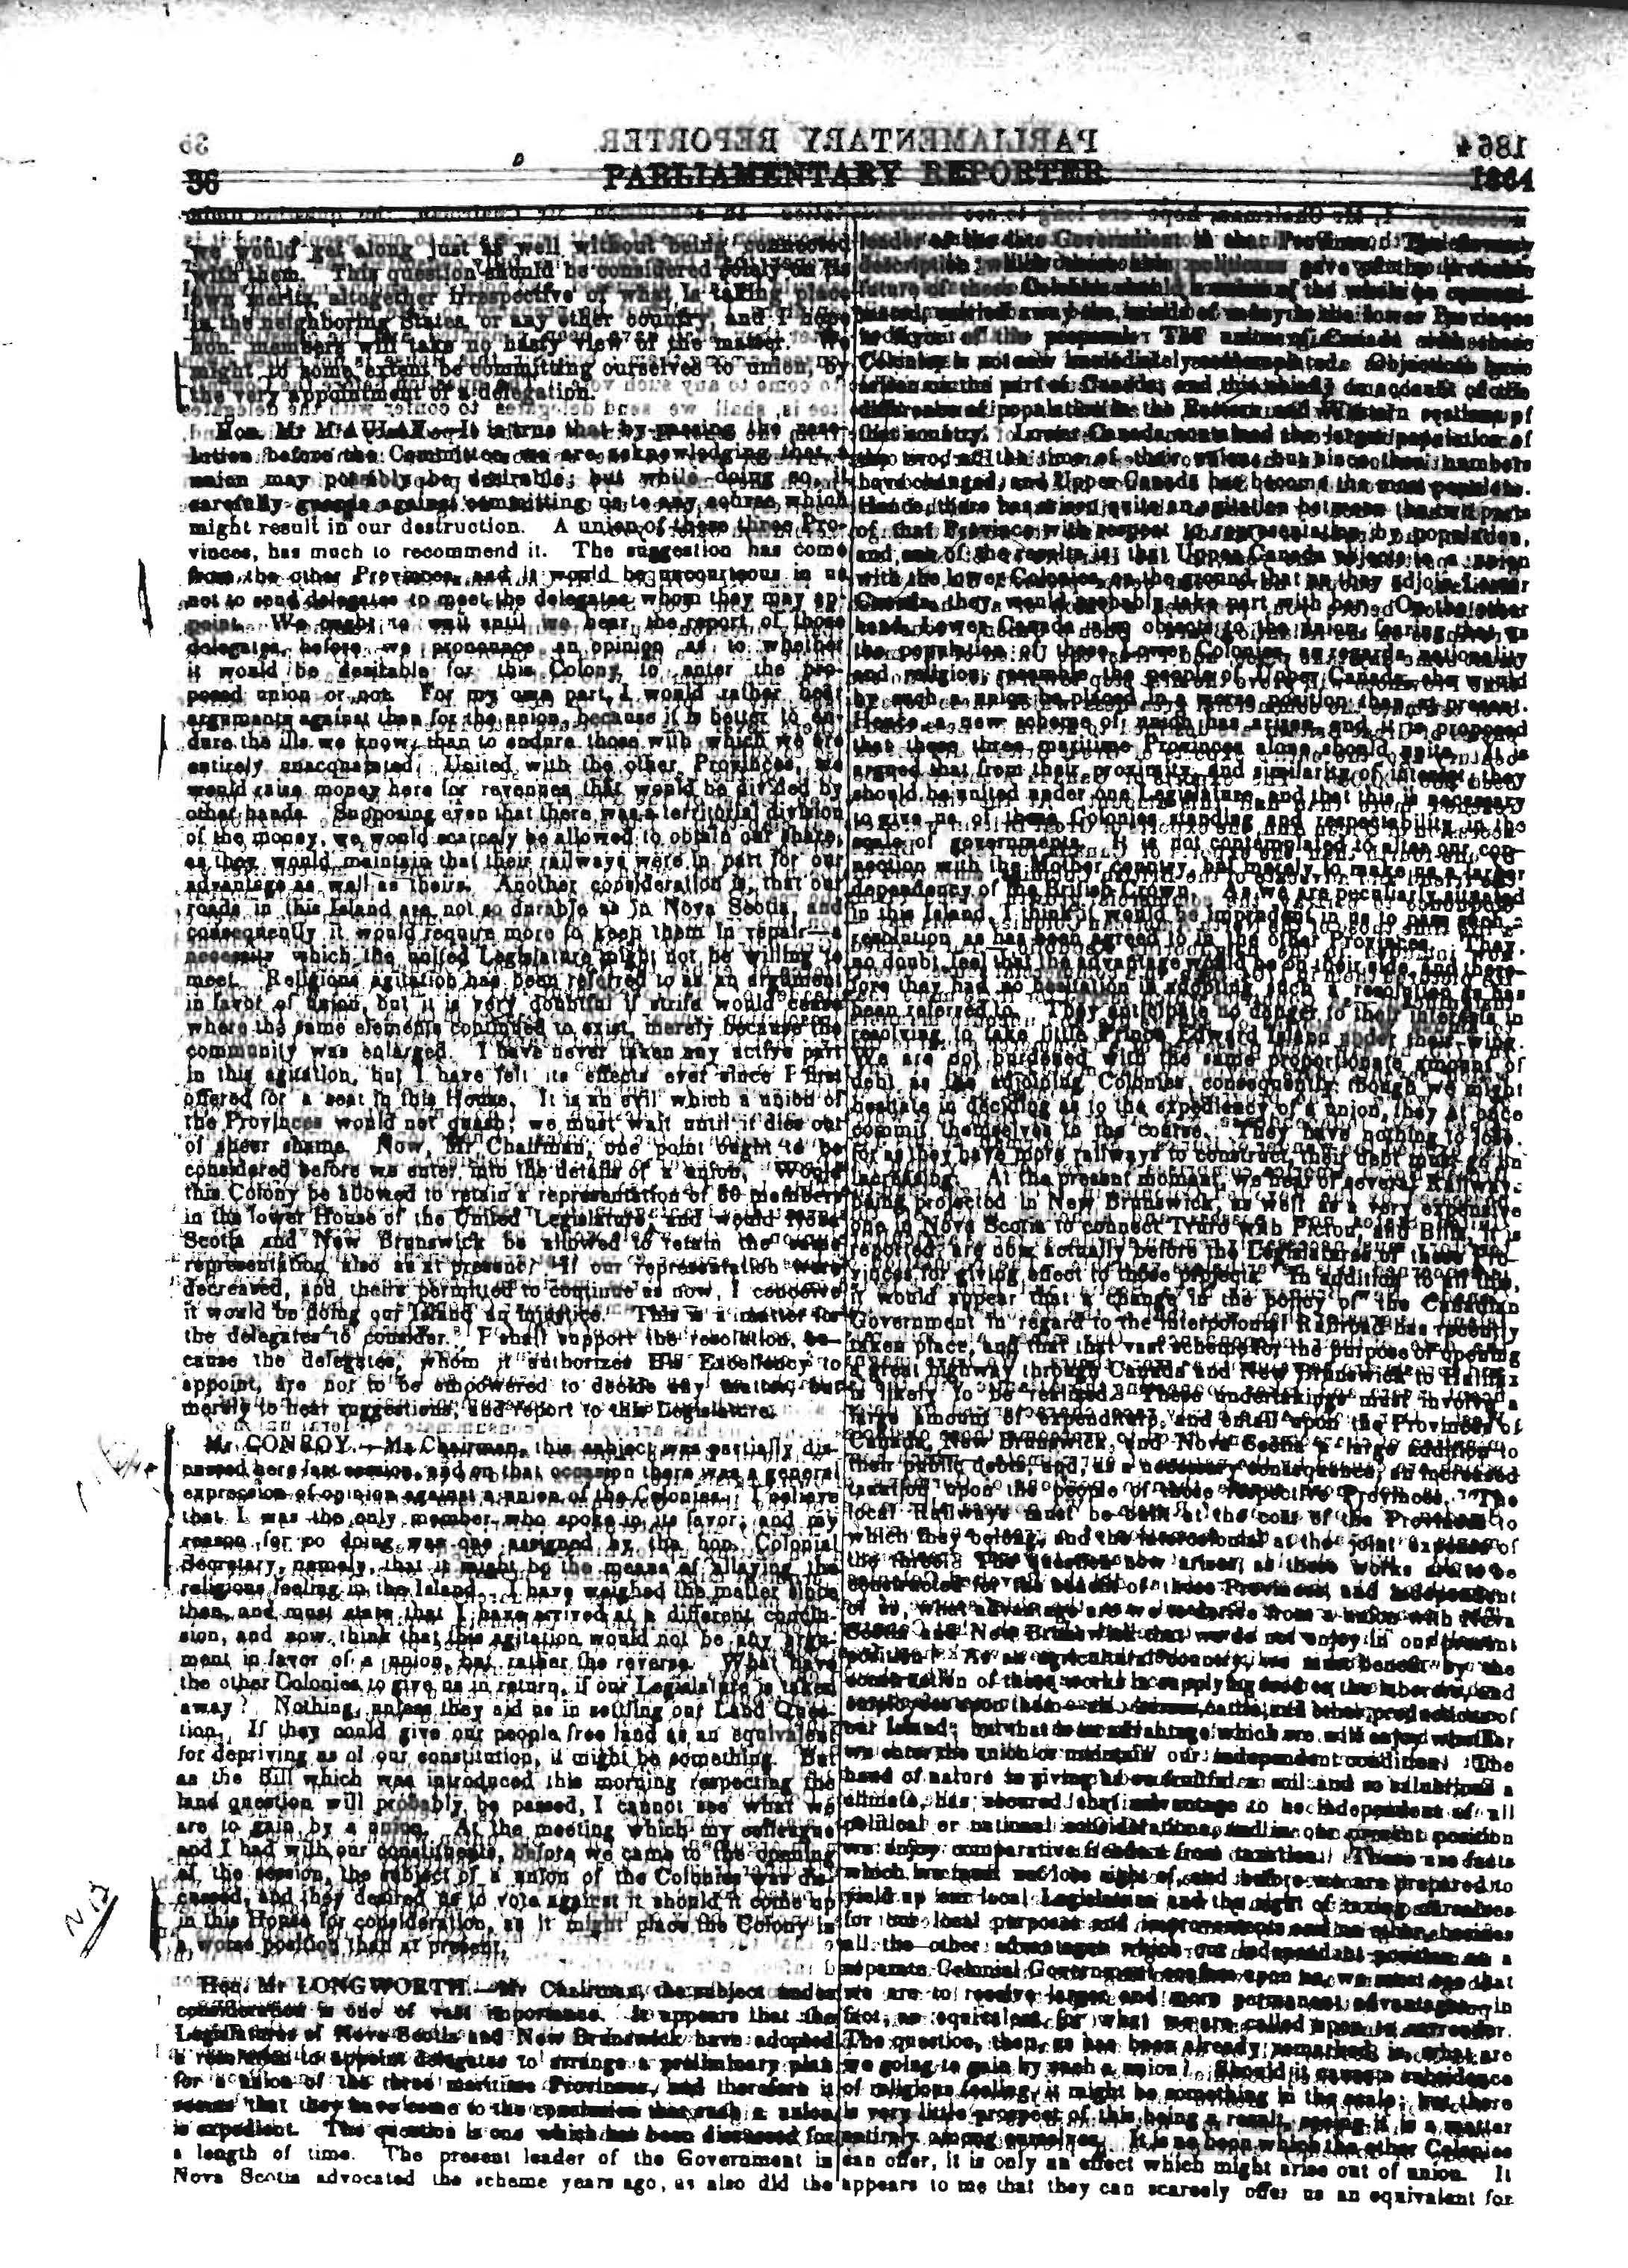 36 PARLIAMENTARY REPORTER 1864
we would get along just as well without being connected
with them. This question should be considered solely on its
own merits, altogether irrespective of what is taking place
in the neighboring States, or any other country, and I hope
hon. members will take no hasty view of the matter. We
might to some extent be committing ourselves to union, by
the very appointment of a delegation.
Hon. Mr. McAULAY.—It is true that by passing the reso-
lution before the Committee, we are acknowledging that a
union may possibly be desirable; but while doing so, it
carefully guards against committing us to any course which
might result in our destruction. A union of these three Pro-
vinces, has much to recommend it. The suggestion has come
from the other Provinces, and it would be uncourteous in us
not to send delegates to meet the delegates whom they may ap-
point. We ought to wait until we hear the report of those
delegates, before we pronounce an opinion as to whether
it would be desirable for this Colony to enter the pro-
posed union or not. For my own part, I would rather hear
arguments against than for the union, because it is better to en-
dure the ills we know, than to endure those with which we are
entirely unacquainted. United with the other Provinces, we
would raise money here for revenues that would be divided by
other hands. Supposing even that there was a territorial division
of the money, we would scarcely be allowed to obtain our share,
as they would maintain that their railways were in part for our
advantage as well as theirs. Another consideration is, that our
roads in this Island are not so durable as in Nova Scotia, and
consequently it would require more to keep them in repair—a
necessity which the united Legislature might not be willing to
meet. Religious agitation has been referred to as an argument
in favor of union, but it is very doubtful if strife would cease
where the same elements continued to exist, merely because the
community was enlarged. I have never taken any active part
in this agitation, but I have felt its effects ever since I first
offered for a seat in this House. It is an evil which a union of
the Provinces would not quash; we must wait until it dies out
of sheer shame. Now, Mr. Chairman, one point ought to be
considered before we enter into the details of a union. Would
this Colony be allowed to retain a representation of 30 members
in the lower House of the United Legislature, and would Nova
Scotia and New Brunswick be allowed to retain the same
representation also as at present? If our representation were
decreased, and theirs permitted to continue as now, I conceive
it would be doing our Island an injustice. This is a matter for
the delegates to consider. I shall support the resolution, be-
cause the delegates, whom it authorizes His Excellency to
appoint, are not to be empowered to decide any matter, but
merely to hear suggestions, and report to this Legislature.
Mr. CONROY.—Mr. Chairman, this subject was partially dis-
cussed here last session, and on that occasion there was a general
expression of opinion against a union of the Colonies. I believe
that I was the only member who spoke in its favor; and my
reason for so doing was one assigned by the hon. Colonial
Secretary, namely, that it might be the means of allaying the
religious feeling in the Island. I have weighed the matter since
then, and must state that I have arrived at a different conclu-
sion, and now think that this agitation would not be any argu-
ment in favor of a union, but rather the reverse. What have
the other Colonies to give us in return, if our Legislature is taken
away? Nothing, unless they aid us in settling our Land Ques-
tion. If they could give our people free land as an equivalent
for depriving us of our constitution, it might be something. But
as the Bill which was introduced this morning respecting the
land question will probably be passed, I cannot see what we
are to gain by a union. At the meeting which my colleague
and I had with our constituents, before we came to the opening
of the session, the subject of a union of the Colonies was dis-
cussed, and they desired us to vote against it should it come up
in this House for consideration, as it might place the Colony in
a worse position than at present.
Hon. Mr. LONGWORTH.—Mr. Chairman, the subject under
consideration is one of vast importance. It appears that the
Legislatures of Nova Scotia and New Brunswick have adopted
a resolution to appoint delegates to arrange a preliminary plan
for a union of the three maritime Provinces, and therefore it
seems that they have come to the conclusion that such a union
is expedient. The question is one which has been discussed for
a length of time. The present leader of the Government in
Nova Scotia advocated the scheme years ago, as also did the
leader of the late Government in that Province.
description which these politicians gave of the probable
future of these Colonies should a union of the whole be consum-
mated, carried away the minds of many in the lower Provinces
in favor of the proposal. The union of Canada with these
Colonies is not now immediately contemplated. Objections have
arisen on the part of Canada, and this chiefly on account of the
difference of population in the Eastern and Western sections of
that country. Lower Canada contained the larger population of
the two at the time of their union, but since then numbers
have changed, and Upper Canada has become the most populous.
Hence, there has arisen quite an agitation between the two parts
of that Province with respect to representation by population,
and one of the results is, that Upper Canada objects to a union
with the lower Colonies, on the ground that as they adjoin Lower
Canada, they would probably take part with her. On the other
hand, Lower Canada also objects to the union, fearing that as
the population of these Lower Colonies, as regards nationality
and religion, resemble the people of Upper Canada, she would
by such a union be placed in a worse position than at present.
Hence a new scheme of union has arisen, and it is proposed
that these three maritime Provinces alone should unite. It is
argued that from their proximity, and similarity of interest, they
should be united under one Legislature, and that this is necessary
to give us of these Colonies standing and respectability in the
scale of governments. It is not contemplated to alter our con-
nection with the Mother country, but merely to make us a larger
dependency of the British Crown. As we are peculiarly situated
in this Island, I think it would be imprudent in us to pass such a
resolution as has been agreed to in the other Provinces. They,
no doubt, feel that the advantage would be on their side, and there-
fore they had no hesitation in adopting such a resolution as has
been referred to. They anticipate no danger to their interests in
resolving to take little Prince Edward Island under their wing.
We are not burdened with the same proportionate amount of
debt as the adjoining Colonies, consequently, though we might
hesitate in deciding as to the expediency of a union, they at once
commit themselves to the course. They have nothing to lose,
for as they have more railways to construct, their debt must go on
increasing. At the present moment, we hear of several Railways
being projected in New Brunswick, as well as a very expensive
one in Nova Scotia to connect Truro with Pictou, and Bills, it is
reported, are now actually before the Legislatures of these Pro-
vinces for giving effect to those projects. In addition to all this,
it would appear that a change in the policy of the Canadian
Government in regard to the Intercolonial Railroad has recently
taken place, and that that vast scheme for the purpose of opening
a great highway through Canada and New Brunswick to Halifax
is likely to be realized. These undertakings must involve a
large amount of expenditure, and entail upon the Provinces of
Canada, New Brunswick, and Nova Scotia a large addition to
their public debts, and, as a necessary consequence, an increased
taxation upon the people of those respective Provinces. The
local Railways must be built at the cost of the Provinces to
which they belong, and the intercolonial at the joint expense of
the three. The question now arises, as these works are to be
constructed for the benefit of those Provinces, and independent
of us, what advantage are we to derive from a union with Nova
Scotia and New Brunswick that we do not enjoy in our present
condition? As an agricultural country, we must benefit by the
construction of these works in supplying food to the laborers, and
employees upon them with horses, cattle, and other productions of
our Island; but that is an advantage which we will enjoy whether
we enter the union or maintain our independent condition. The
hand of nature in giving us so fruitful a soil and so salubrious a
climate, has secured that advantage to us independent of all
political or national considerations, and in our present position
we enjoy comparative freedom from taxation. These are facts
which we must not lose sight of, and before we are prepared to
yield up our local Legislature and the right of taxing ourselves
for our local purposes and improvements and no other, besides
all the other advantages which our independent position as a
separate Colonial Government confers upon us, we must see that
we are to receive larger and more permanent advantages, in
fact, an equivalent for what we are called upon to surrender.
The question, then, as has been already remarked, is, what are
we going to gain by such a union? Should it cause a subsidence
of religious feeling, it might be something in the scale; but there
is very little prospect of this being a result, seeing it is a matter
entirely among ourselves. It is no boon which the other Colonies
can offer, it is only an effect which might arise out of union. It
appears to me that they can scarcely offer us an equivalent for